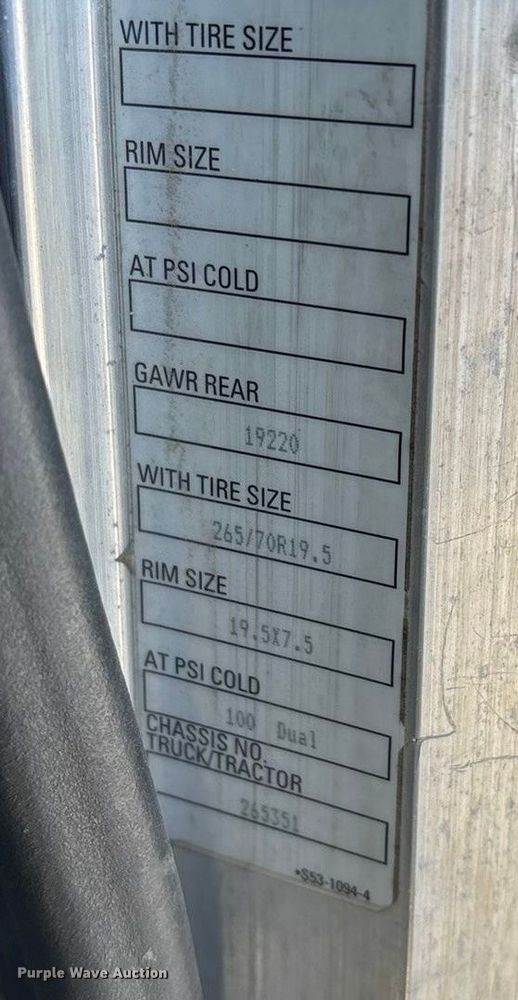 WITH TIRE SIZE
RIM SIZE
AT PSI COLD
GAWR REAR
19220
WITH TIRE SIZE
265/70R19.5
RIM SIZE
19.5X7.5
AT PSI COLD
100 Dual
CHASSIS NO.
TRUCK/TRACTOR
265351
*S53-1094-4
Purple Wave Auction